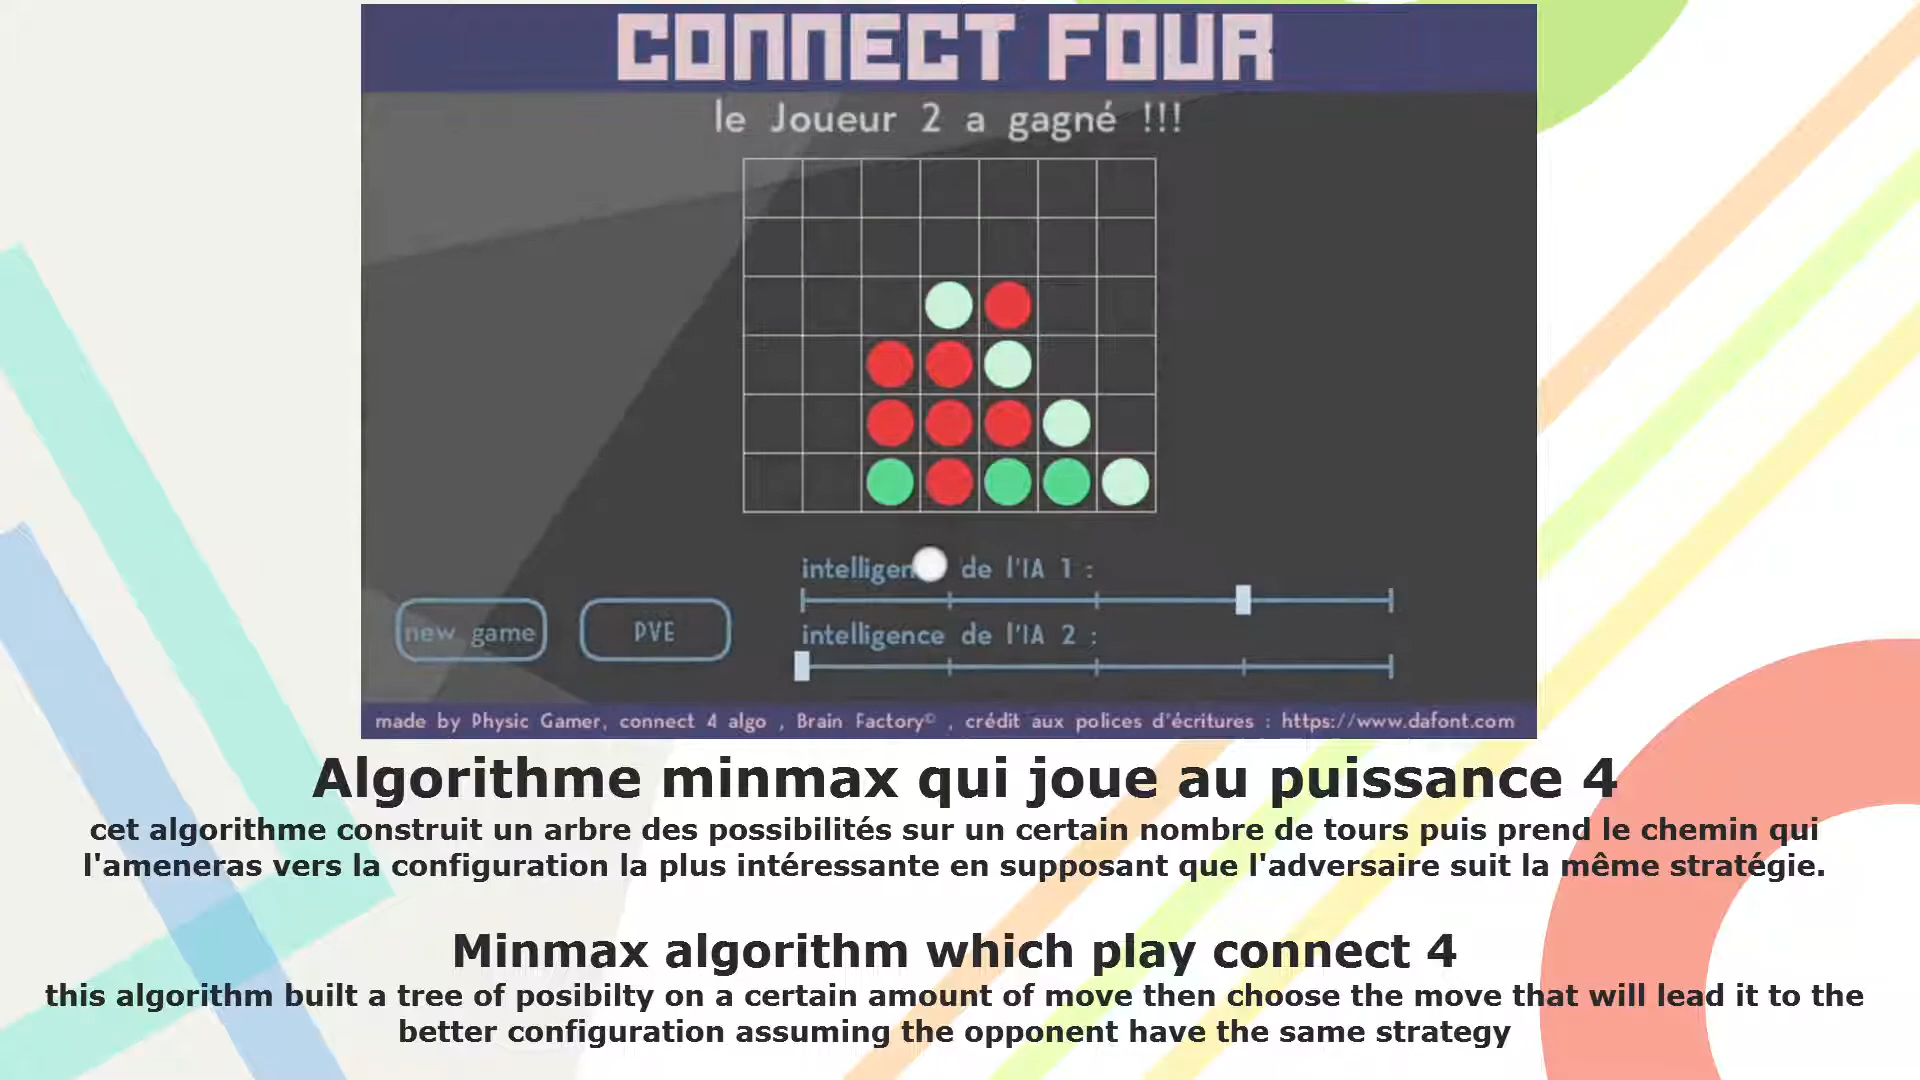 CONNECT FOUR
le Joueur 2 a gagné !!!
intelligen de l'IA 1 :
intelligence de l'IA 2 :
new game
PVE
made by Physic Gamer, connect 4 algo , Brain Factory© , crédit aux polices d'écritures : https://www.dafont.com
Algorithme minmax qui joue au puissance 4
cet algorithme construit un arbre des possibilités sur un certain nombre de tours puis prend le chemin qui
l'ameneras vers la configuration la plus intéressante en supposant que l'adversaire suit la même stratégie.
Minmax algorithm which play connect 4
this algorithm built a tree of posibilty on a certain amount of move then choose the move that will lead it to the
better configuration assuming the opponent have the same strategy